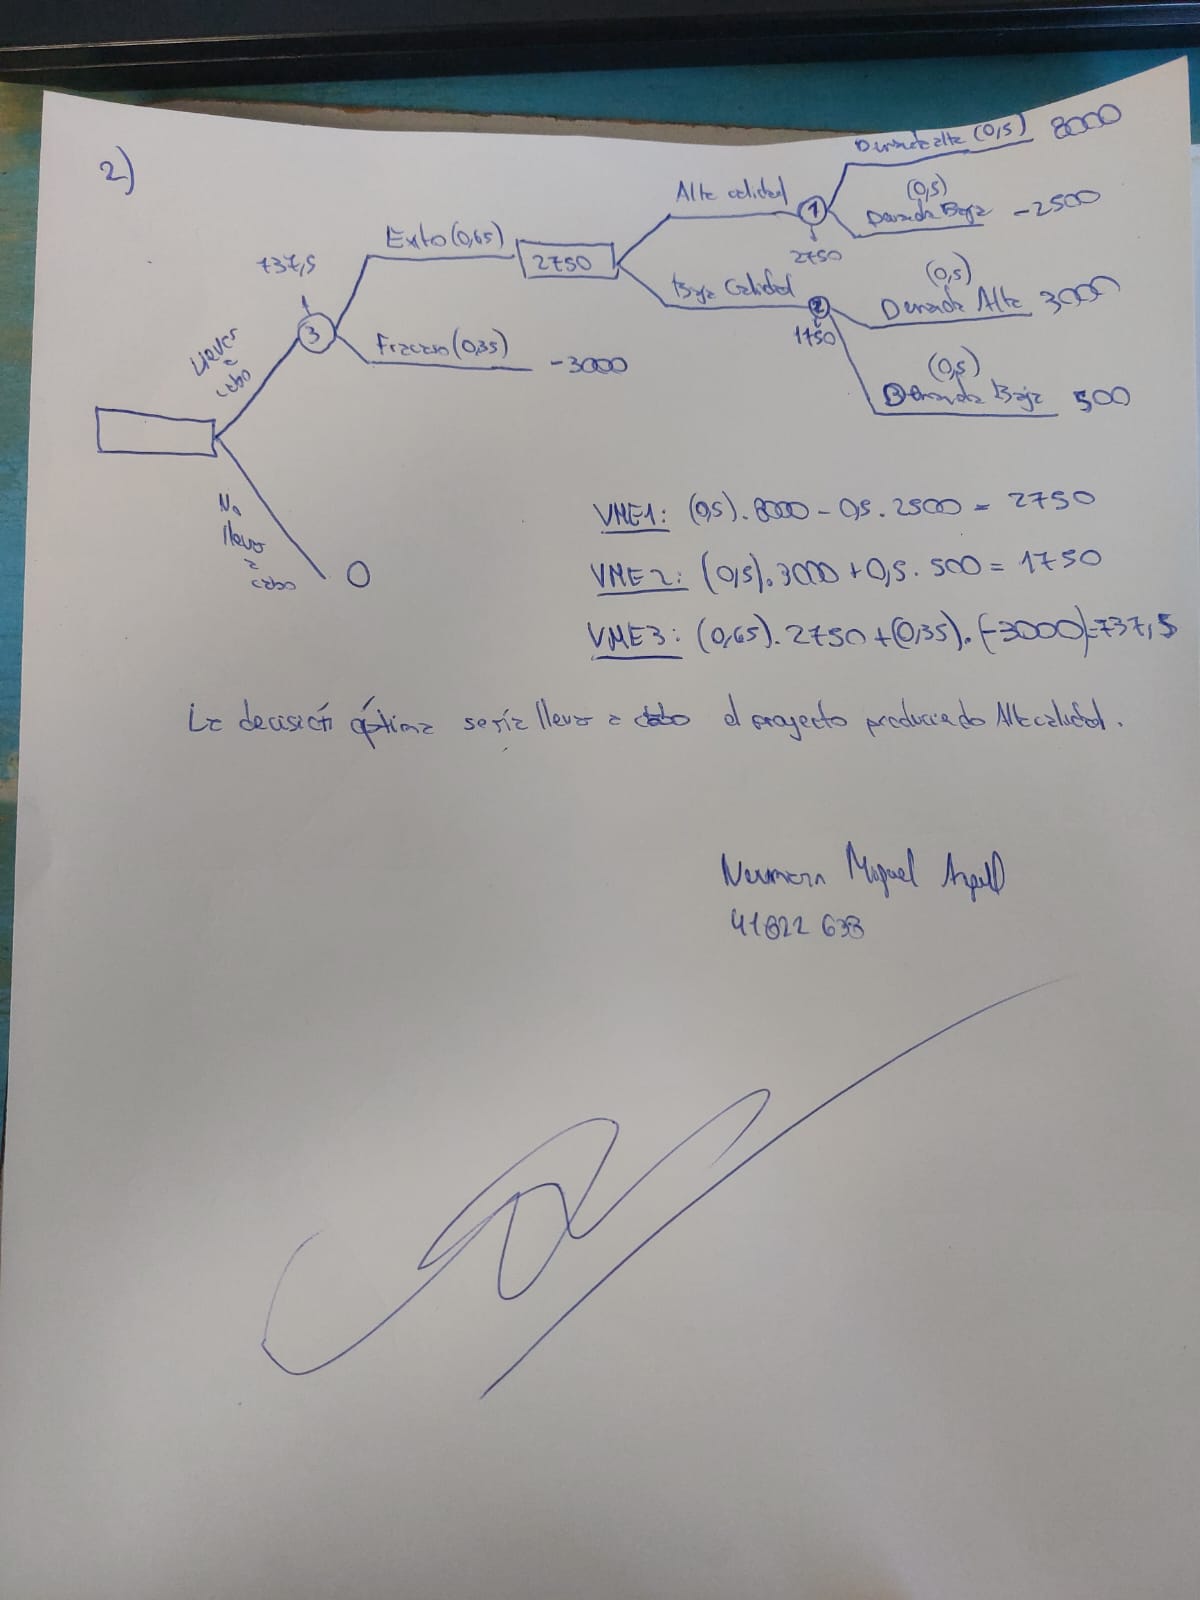 2)
Demanda alta (0,5) 8000
Alta calidad
1
(0,5)
Demanda Baja -2500
2750
Exito (0,65)
2750
737,5
Baja Calidad
2
1750
(0,5)
Demanda Alta 3000
3
Llevar
a
cabo
Fracaso (0,35) -3000
(0,5)
Demanda Baja 500
No
llevar
a
cabo
0
VME1: (0,5). 8000 - 0,5. 2500 = 2750
VME2: (0,5). 3000 + 0,5. 500 = 1750
VME3: (0,65). 2750 + (0,35). (-3000) = 737,5
La decisión óptima sería llevar a cabo el proyecto produciendo Alta calidad.
Miguel
41822 633